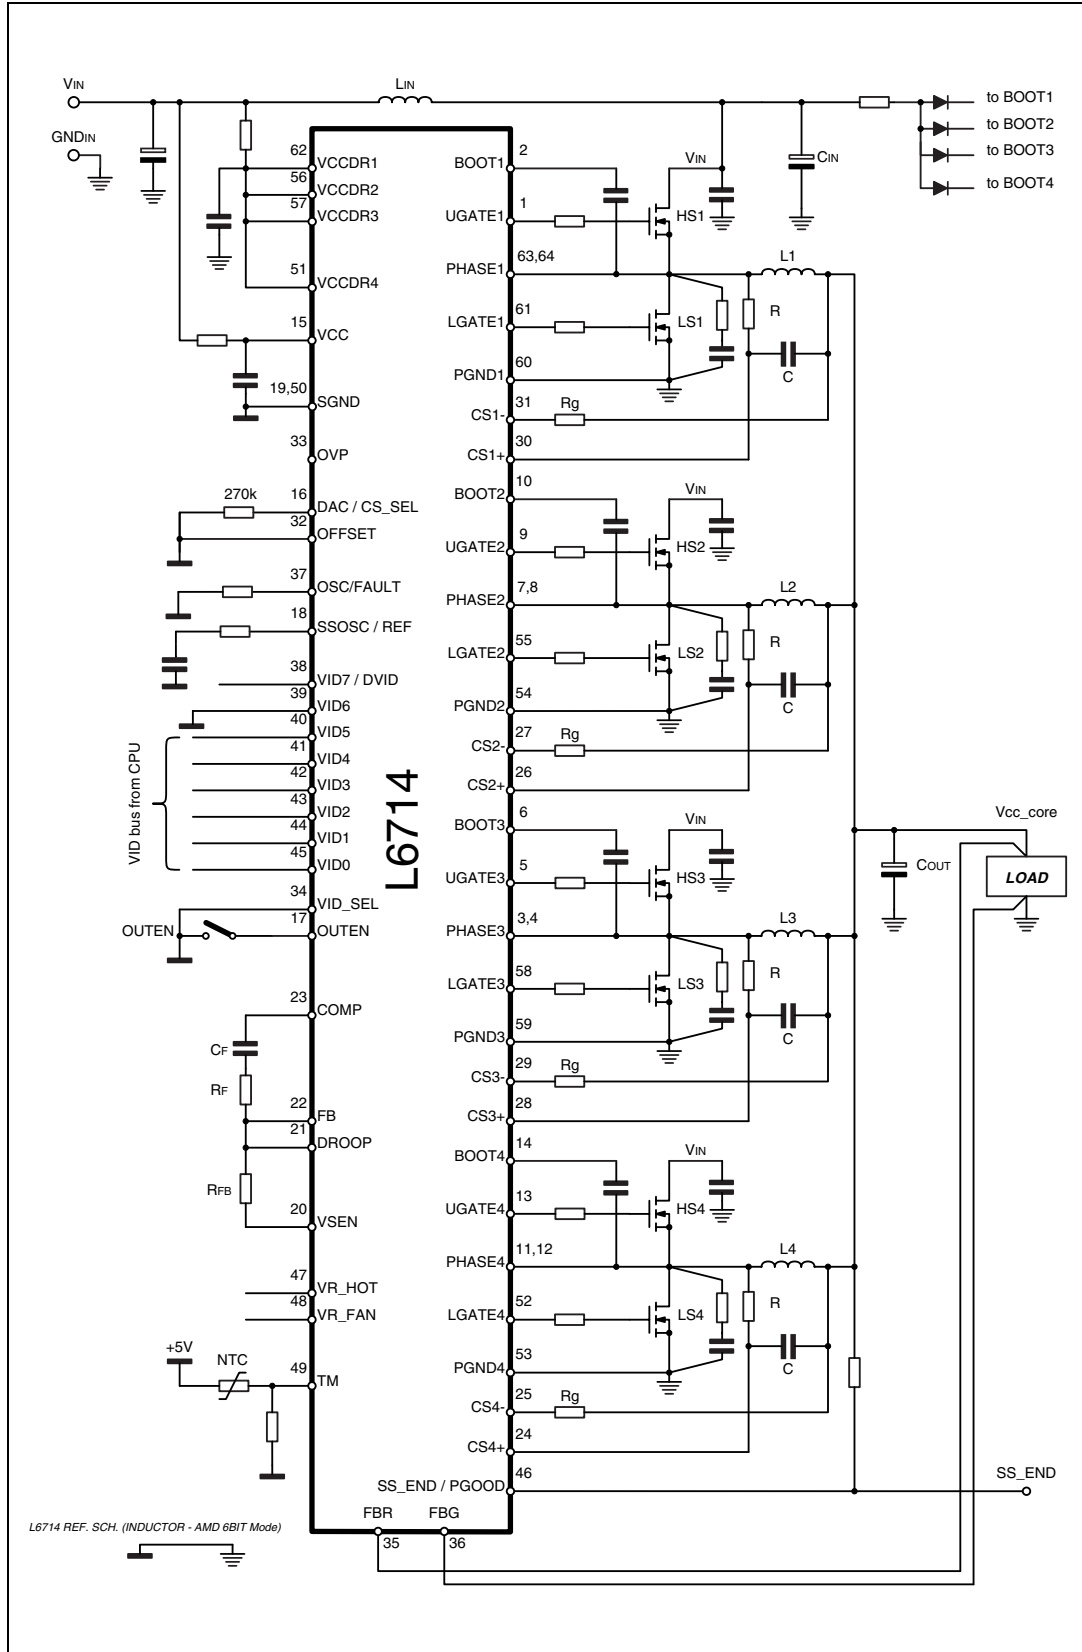 VIN
LIN
to BOOT1
to BOOT2
to BOOT3
to BOOT4
GNDIN
CIN
62 VCCDR1
56 VCCDR2
57 VCCDR3
51 VCCDR4
15 VCC
19,50 SGND
33 OVP
270k
16 DAC / CS_SEL
32 OFFSET
37 OSC/FAULT
18 SSOSC / REF
38 VID7 / DVID
39 VID6
40 VID5
41 VID4
42 VID3
43 VID2
44 VID1
45 VID0
VID bus from CPU
34 VID_SEL
OUTEN
17 OUTEN
23 COMP
CF
RF
22 FB
21 DROOP
RFB
20 VSEN
47 VR_HOT
48 VR_FAN
+5V
NTC
49 TM
L6714
BOOT1 2
VIN
UGATE1 1
HS1
PHASE1 63,64
L1
LGATE1 61
LS1
R
C
PGND1 60
CS1- 31
Rg
CS1+ 30
BOOT2 10
VIN
UGATE2 9
HS2
PHASE2 7,8
L2
LGATE2 55
LS2
R
C
PGND2 54
CS2- 27
Rg
CS2+ 26
BOOT3 6
VIN
UGATE3 5
HS3
PHASE3 3,4
L3
LGATE3 58
LS3
R
C
PGND3 59
CS3- 29
Rg
CS3+ 28
BOOT4 14
VIN
UGATE4 13
HS4
PHASE4 11,12
L4
LGATE4 52
LS4
R
C
PGND4 53
CS4- 25
Rg
CS4+ 24
Vcc_core
COUT
LOAD
SS_END / PGOOD 46
SS_END
FBR 35
FBG 36
L6714 REF. SCH. (INDUCTOR - AMD 6BIT Mode)